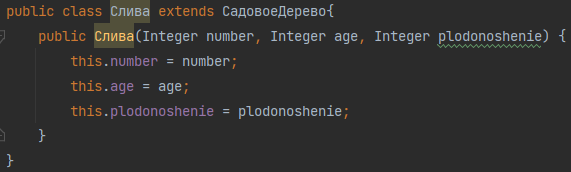 public class Слива extends СадовоеДерево{
public Слива(Integer number, Integer age, Integer plodonoshenie) {
this.number = number;
this.age = age;
this.plodonoshenie = plodonoshenie;
}
}